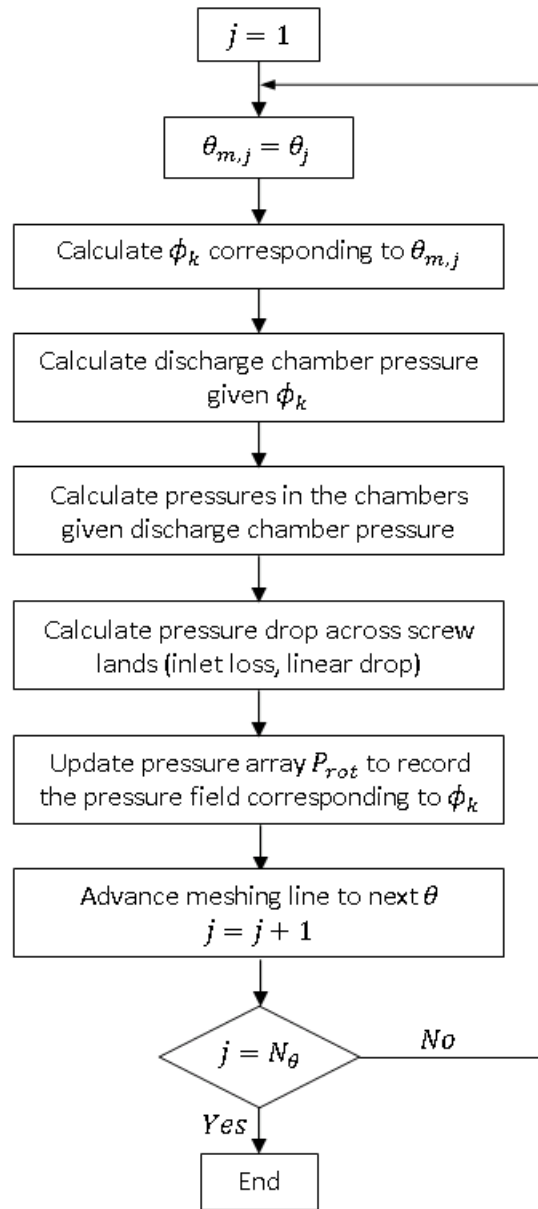 j = 1
θ_{m,j} = θ_j
Calculate ϕ_k corresponding to θ_{m,j}
Calculate discharge chamber pressure
given ϕ_k
Calculate pressures in the chambers
given discharge chamber pressure
Calculate pressure drop across screw
lands (inlet loss, linear drop)
Update pressure array P_{rot} to record
the pressure field corresponding to ϕ_k
Advance meshing line to next θ
j = j + 1
j = N_θ
No
Yes
End